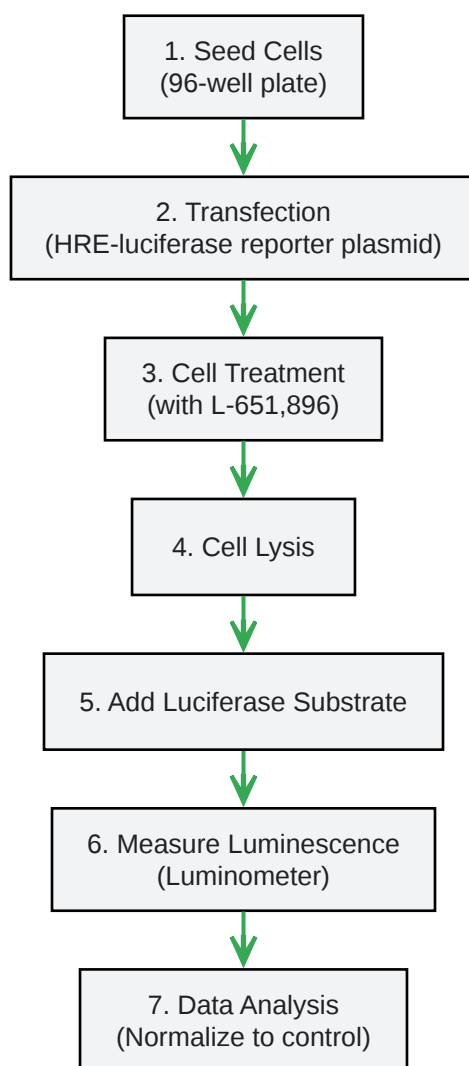 1. Seed Cells
(96-well plate)
2. Transfection
(HRE-luciferase reporter plasmid)
3. Cell Treatment
(with L-651,896)
4. Cell Lysis
5. Add Luciferase Substrate
6. Measure Luminescence
(Luminometer)
7. Data Analysis
(Normalize to control)